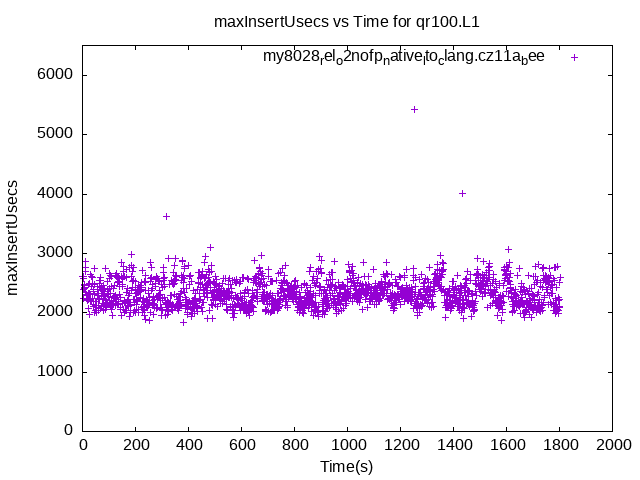 maxInsertUsecs vs Time for qr100.L1
my8028relo2nofpnativeltoclang.cz11abee
6000
5000
4000
3000
2000
1000
0
maxInsertUsecs
0 200 400 600 800 1000 1200 1400 1600 1800 2000
Time(s)